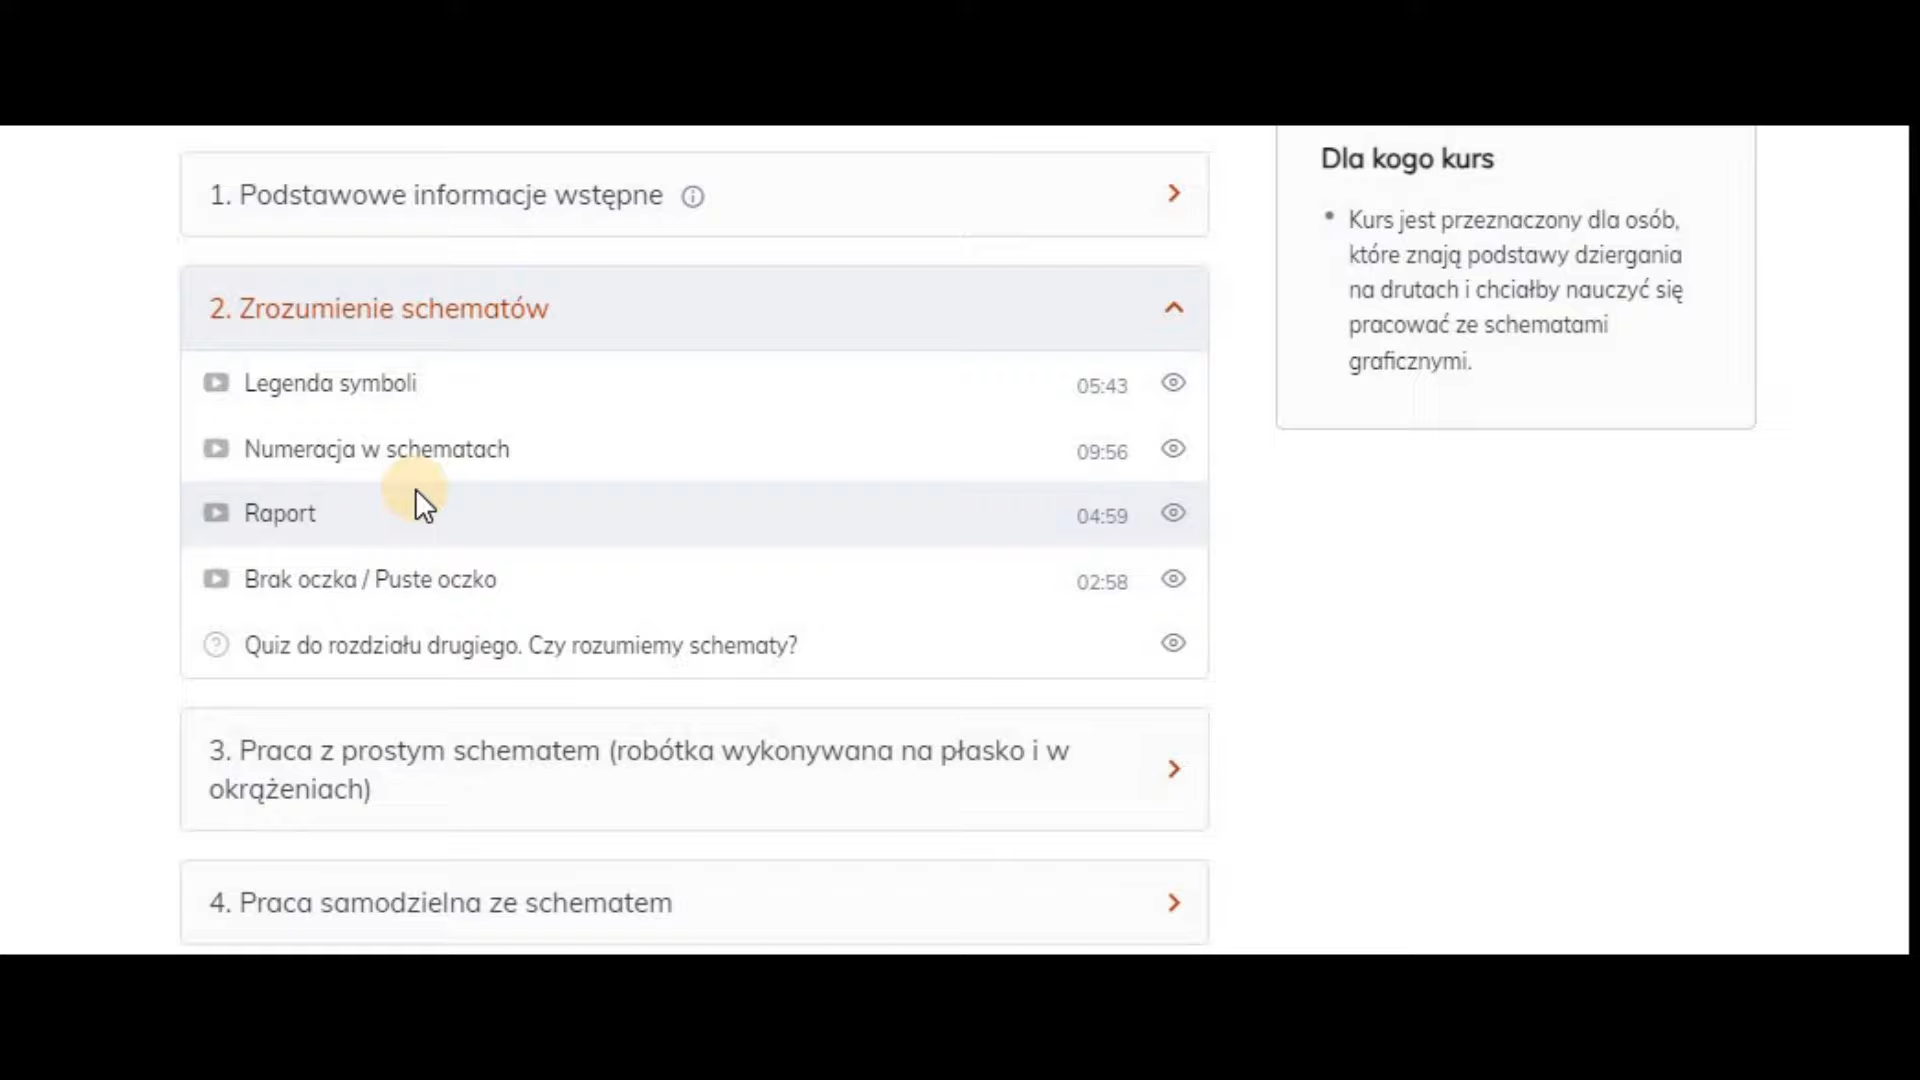 1. Podstawowe informacje wstępne
2. Zrozumienie schematów
Legenda symboli 05:43
Numeracja w schematach 09:56
Raport 04:59
Brak oczka / Puste oczko 02:58
Quiz do rozdziału drugiego. Czy rozumiemy schematy?
3. Praca z prostym schematem (robótka wykonywana na płasko i w
okrążeniach)
4. Praca samodzielna ze schematem
Dla kogo kurs
• Kurs jest przeznaczony dla osób,
które znają podstawy dziergania
na drutach i chciałby nauczyć się
pracować ze schematami
graficznymi.